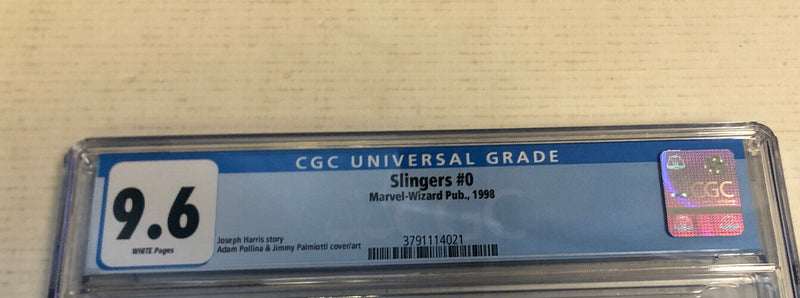 CGC UNIVERSAL GRADE
9.6
WHITE Pages
Slingers #0
Marvel-Wizard Pub., 1998
Joseph Harris story
Adam Pollina & Jimmy Palmiotti cover/art
3791114021
CGC